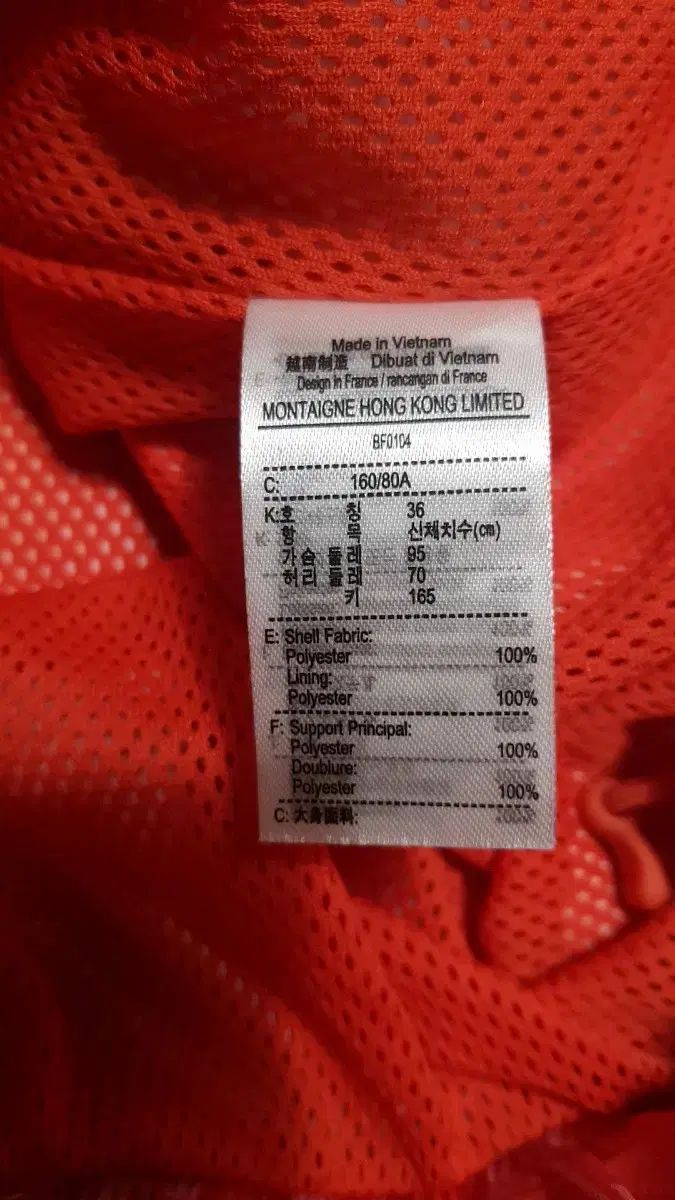 Made in Vietnam
越南制造 Dibuat di Vietnam
Design in France / rancangan di France
MONTAIGNE HONG KONG LIMITED
BF0104
C: 160/80A
K:호 칭 36
항 목 신체치수(cm)
가슴 둘레 95
허리 둘레 70
키 165
E: Shell Fabric:
Polyester 100%
Lining:
Polyester 100%
F: Support Principal:
Polyester 100%
Doublure:
Polyester 100%
C: 大身面料: